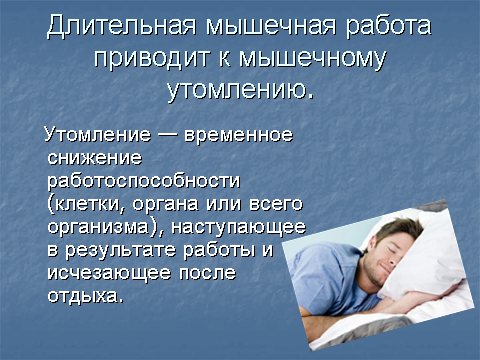 Длительная мышечная работа
приводит к мышечному
утомлению.
Утомление — временное
снижение
работоспособности
(клетки, органа или всего
организма), наступающее
в результате работы и
исчезающее после
отдыха.